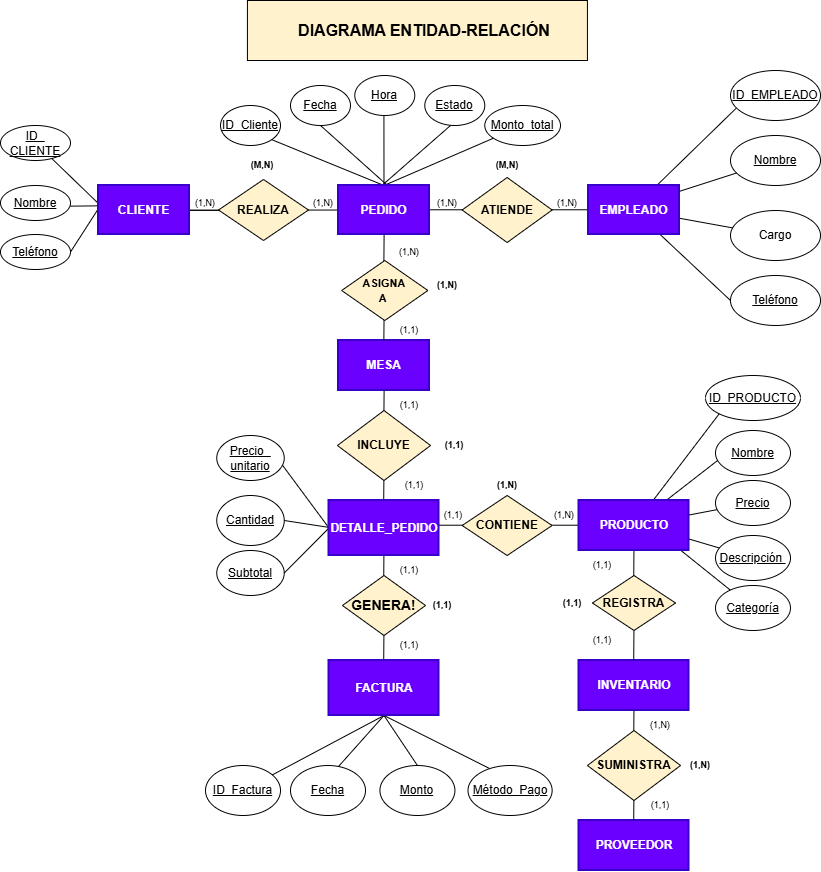 DIAGRAMA ENTIDAD-RELACIÓN
ID_Cliente
Fecha
Hora
Estado
Monto_total
ID_EMPLEADO
Nombre
Cargo
Teléfono
ID_
CLIENTE
Nombre
Teléfono
CLIENTE
(1,N)
(M,N)
REALIZA
(1,N)
PEDIDO
(1,N)
(M,N)
ATIENDE
(1,N)
EMPLEADO
(1,N)
ASIGN
A
A
(1,N)
(1,1)
MESA
(1,1)
INCLUYE
(1,1)
(1,1)
Precio_
unitario
Cantidad
Subtotal
DETALLE_PEDIDO
(1,1)
(1,N)
CONTIENE
(1,N)
PRODUCTO
ID_PRODUCTO
Nombre
Precio
Descripción
Categoría
(1,1)
GENERA!
(1,1)
(1,1)
FACTURA
ID_Factura
Fecha
Monto
Método_Pago
(1,1)
(1,1)
REGISTRA
(1,1)
INVENTARIO
(1,N)
SUMINISTRA
(1,N)
(1,1)
PROVEEDOR